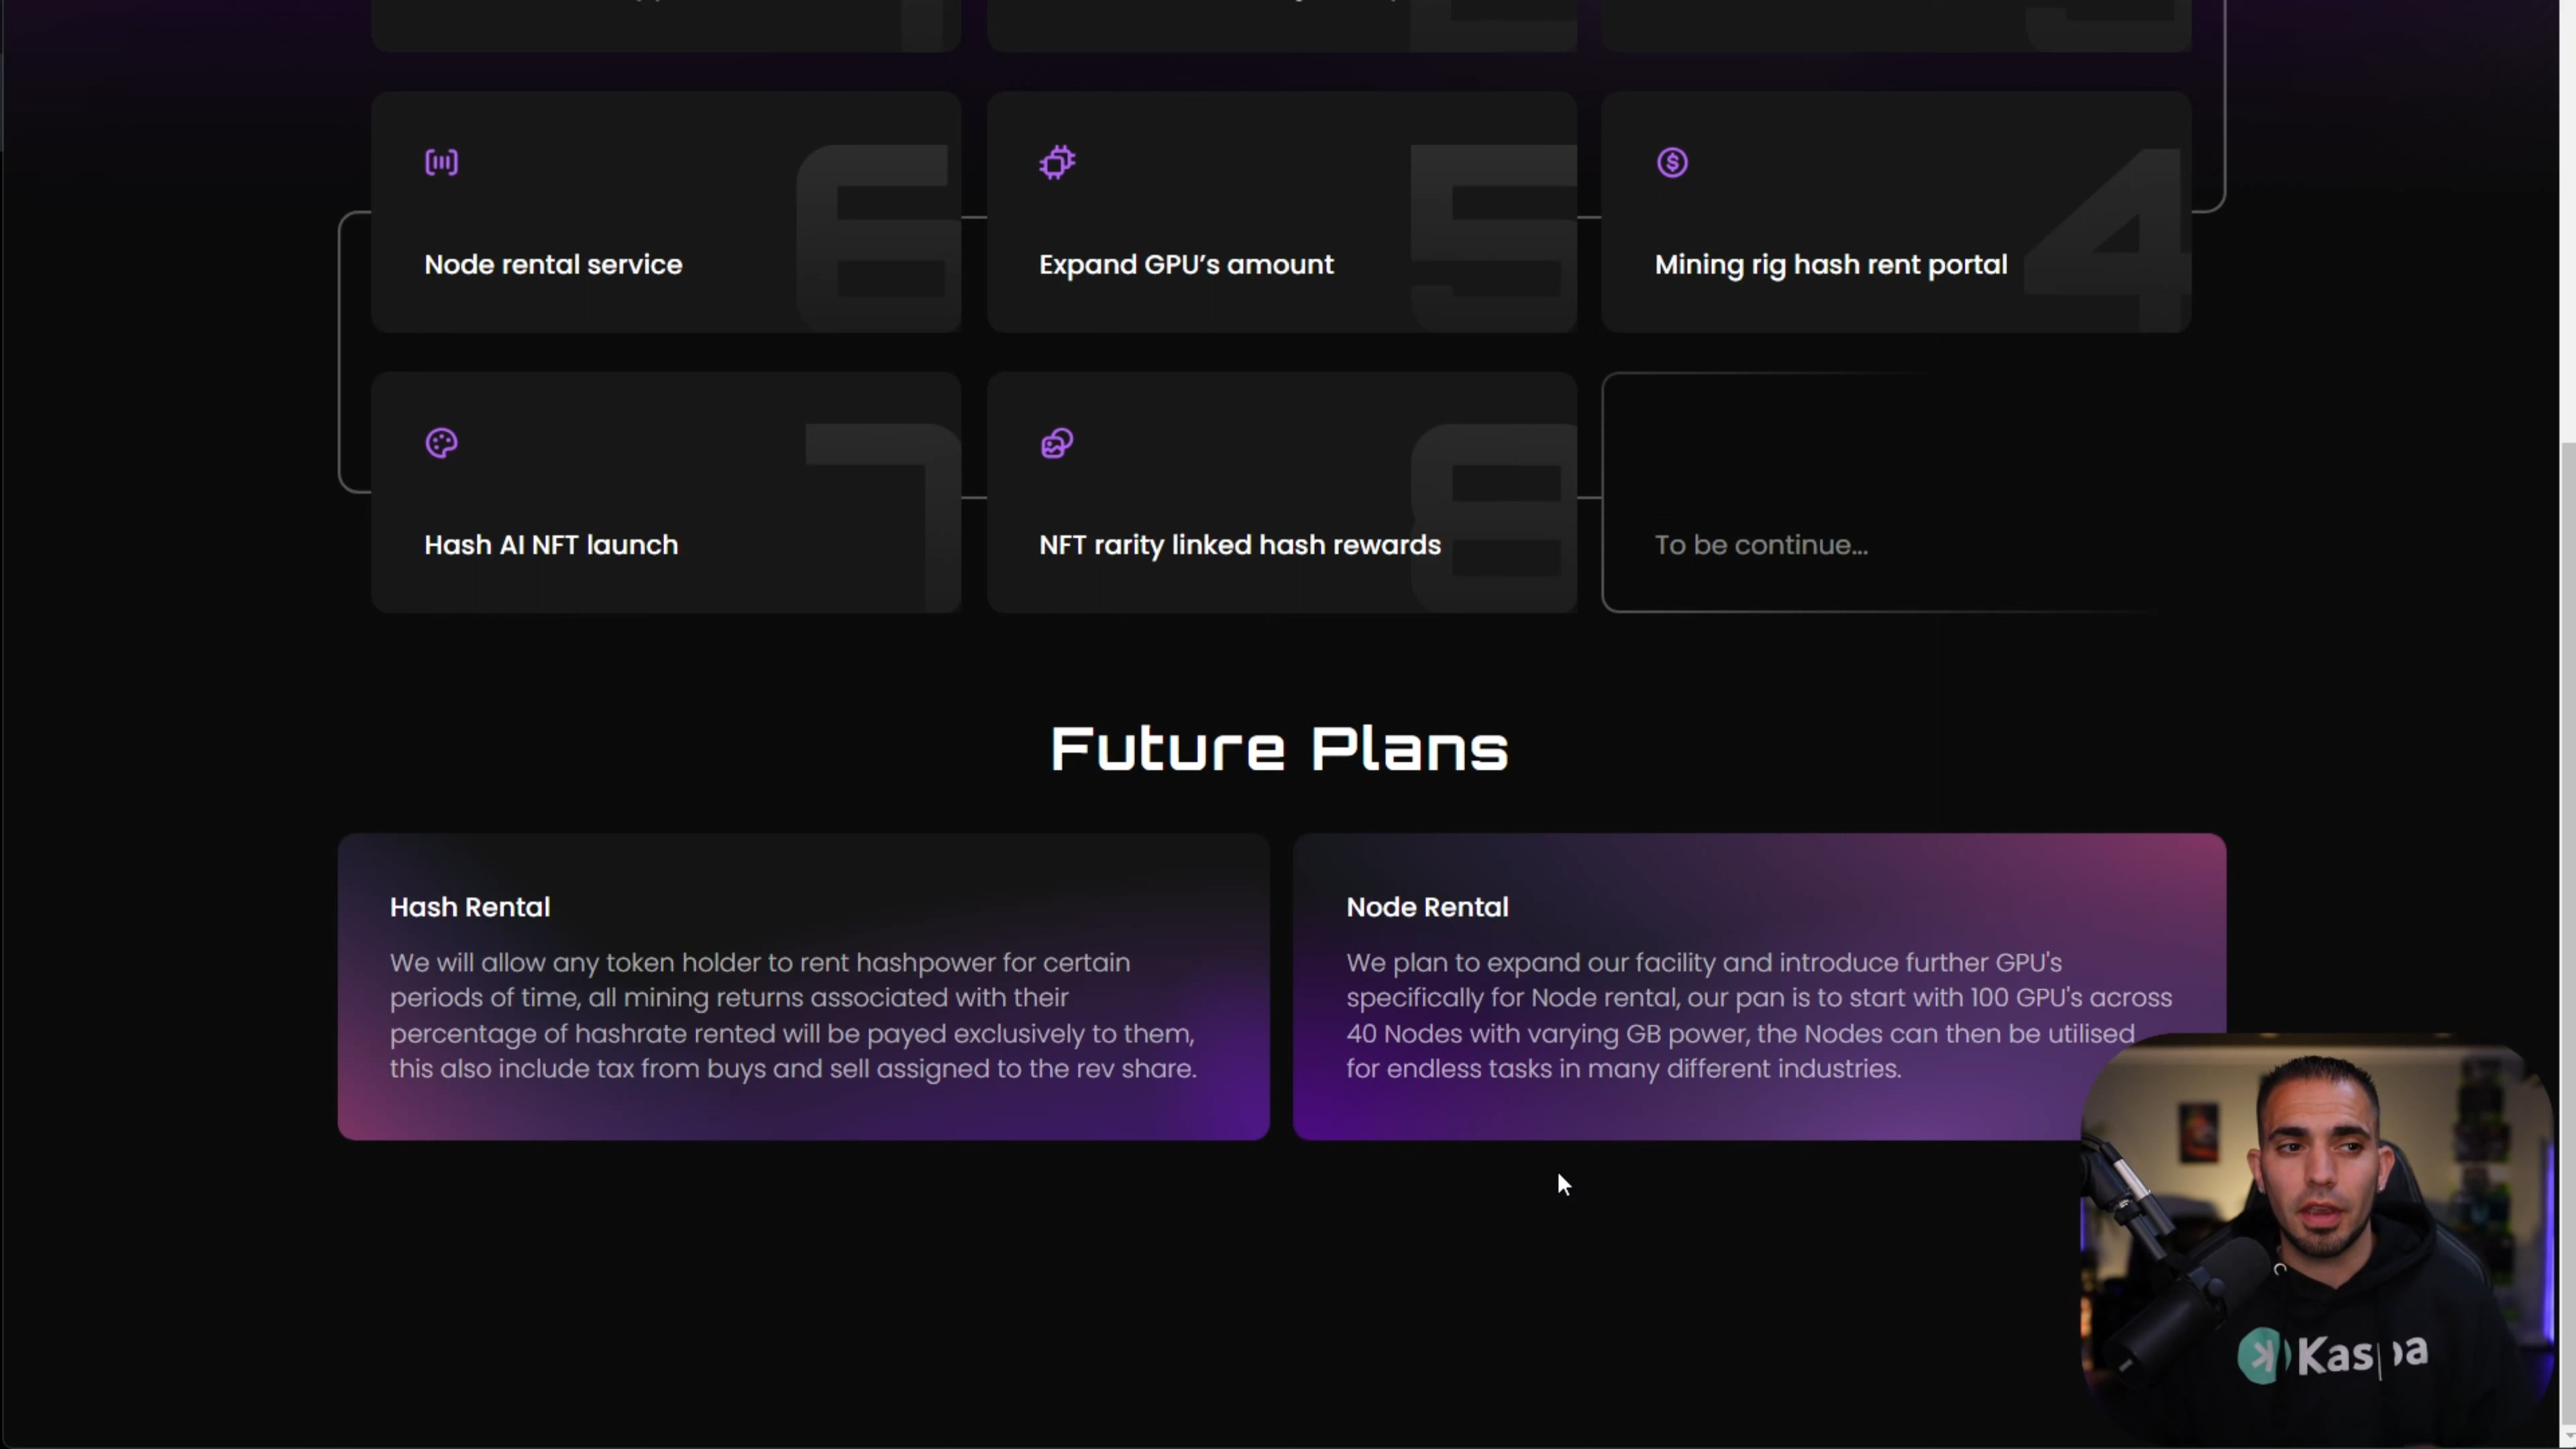 Node rental service
6
Expand GPU’s amount
5
Mining rig hash rent portal
4
Hash AI NFT launch
7
NFT rarity linked hash rewards
8
To be continue...
Future Plans
Hash Rental
We will allow any token holder to rent hashpower for certain
periods of time, all mining returns associated with their
percentage of hashrate rented will be payed exclusively to them,
this also include tax from buys and sell assigned to the rev share.
Node Rental
We plan to expand our facility and introduce further GPU's
specifically for Node rental, our pan is to start with 100 GPU's across
40 Nodes with varying GB power, the Nodes can then be utilised
for endless tasks in many different industries.
Kaspa